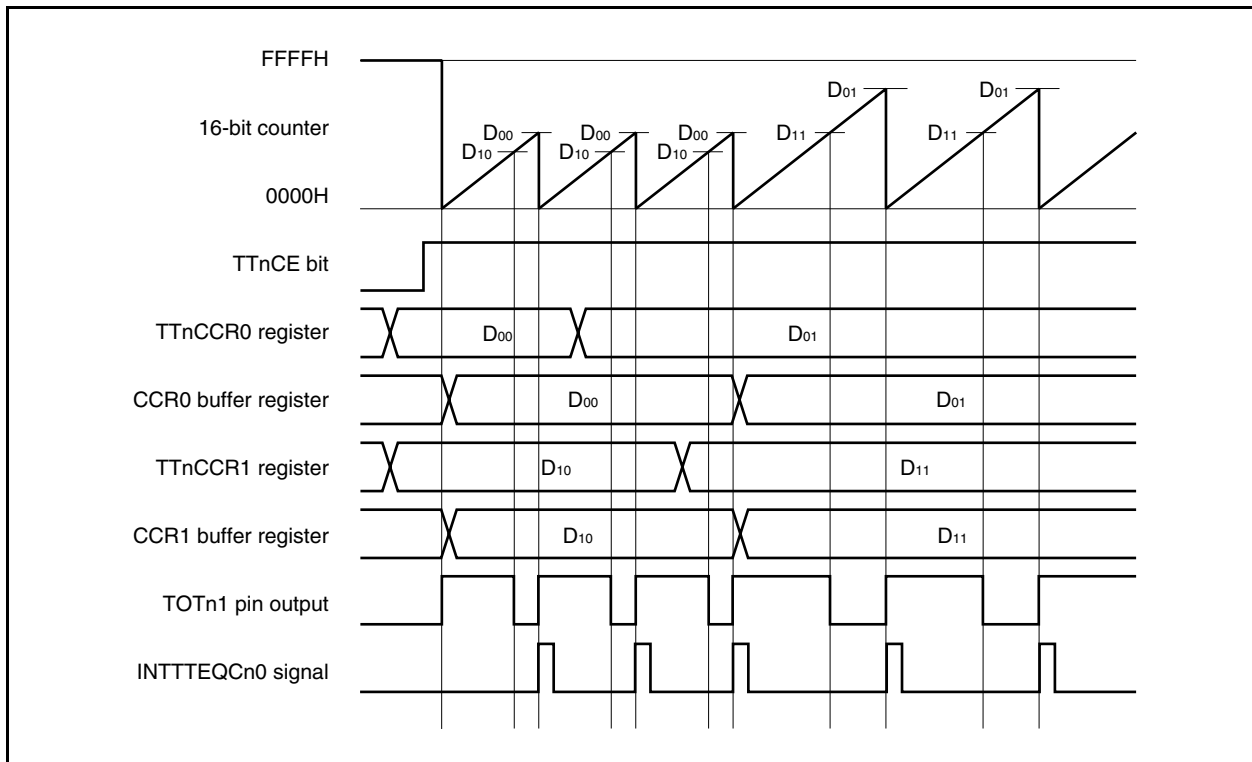 FFFFH
D01 D01
16-bit counter
D00 D00 D00 D11 D11
D10 D10 D10
0000H
TTnCE bit
TTnCCR0 register D00 D01
CCR0 buffer register D00 D01
TTnCCR1 register D10 D11
CCR1 buffer register D10 D11
TOTn1 pin output
INTTTEQCn0 signal